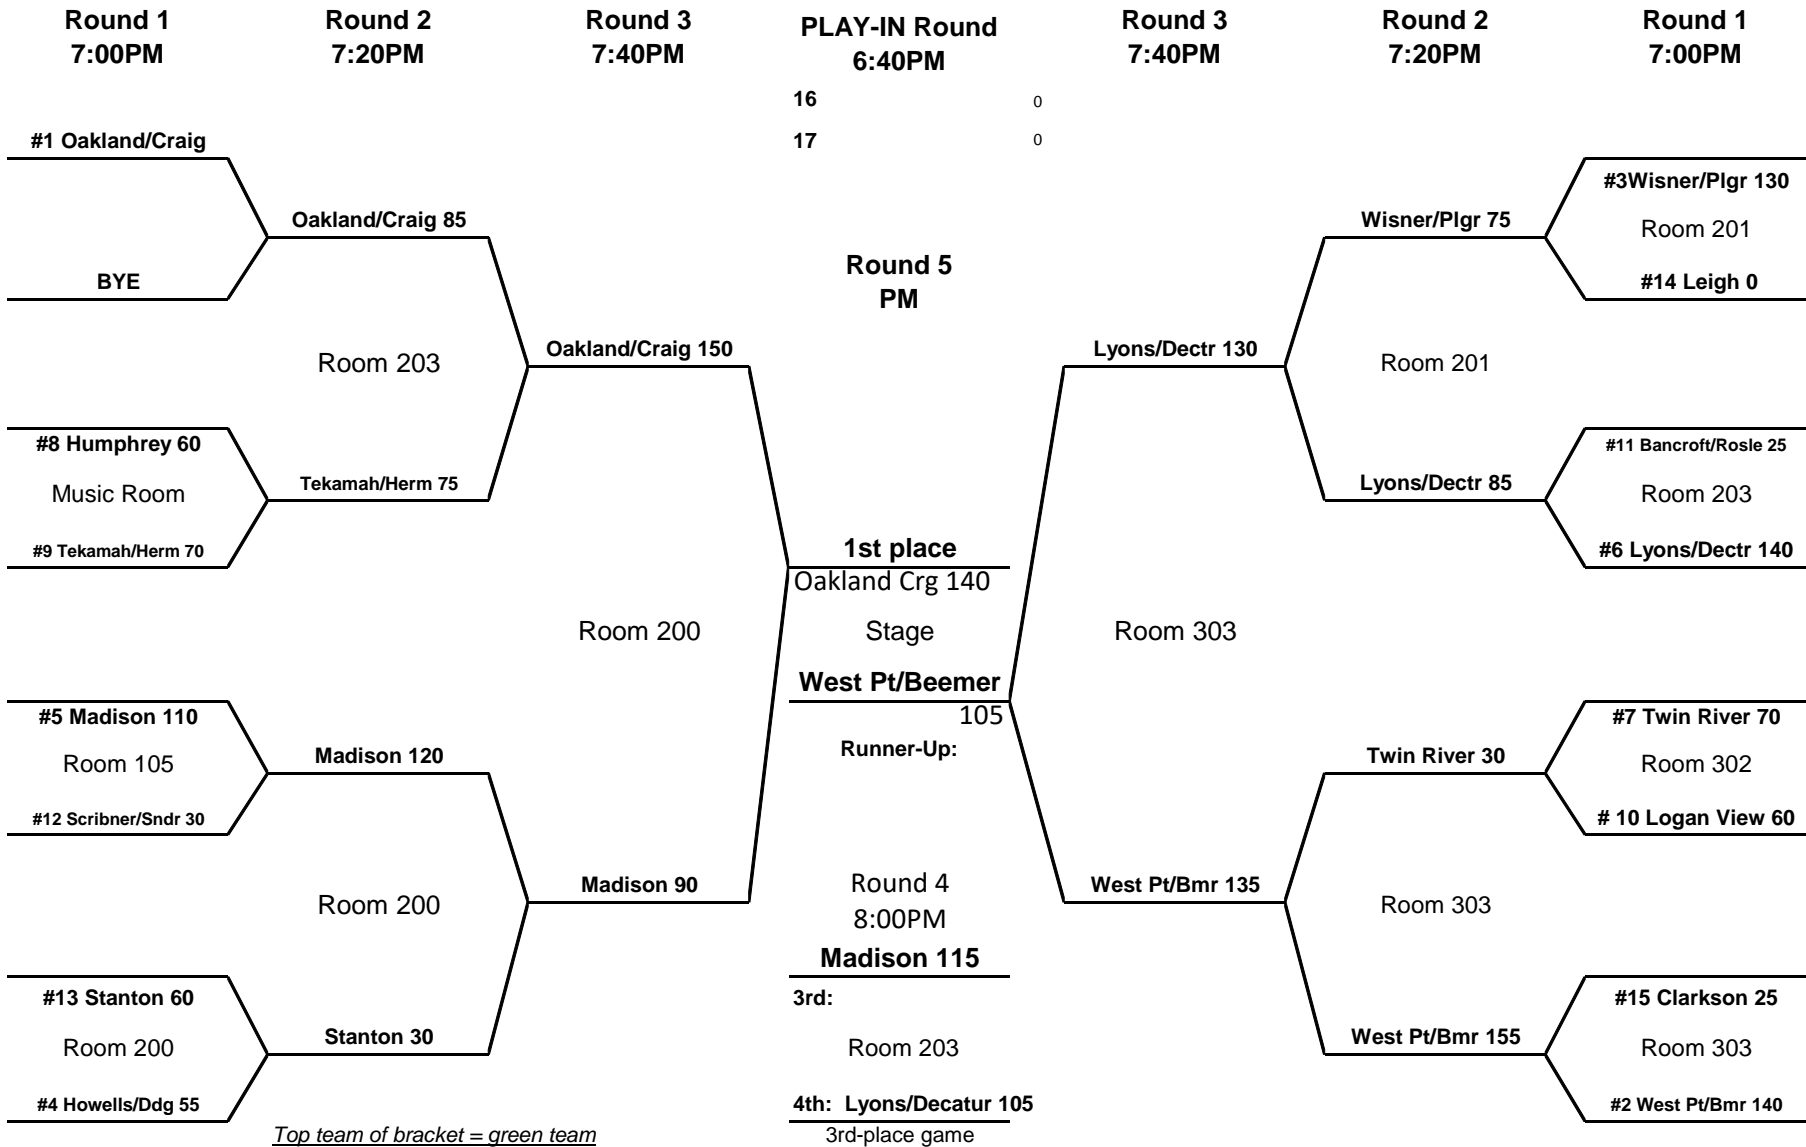 Round 1
7:00PM
Round 2
7:20PM
Round 3
7:40PM
PLAY-IN Round
6:40PM
Round 3
7:40PM
Round 2
7:20PM
Round 1
7:00PM
16 0
17 0
#1 Oakland/Craig
BYE
#8 Humphrey 60
Music Room
#9 Tekamah/Herm 70
#5 Madison 110
Room 105
#12 Scribner/Sndr 30
#13 Stanton 60
Room 200
#4 Howells/Ddg 55
Oakland/Craig 85
Room 203
Tekamah/Herm 75
Madison 120
Room 200
Stanton 30
Top team of bracket = green team
Oakland/Craig 150
Room 200
Madison 90
Round 5
PM
1st place
Oakland Crg 140
Stage
West Pt/Beemer
105
Runner-Up:
Round 4
8:00PM
Madison 115
3rd:
Room 203
4th: Lyons/Decatur 105
3rd-place game
Lyons/Dectr 130
Room 303
West Pt/Bmr 135
Wisner/Plgr 75
Room 201
Lyons/Dectr 85
Twin River 30
Room 303
West Pt/Bmr 155
#3Wisner/Plgr 130
Room 201
#14 Leigh 0
#11 Bancroft/Rosle 25
Room 203
#6 Lyons/Dectr 140
#7 Twin River 70
Room 302
# 10 Logan View 60
#15 Clarkson 25
Room 303
#2 West Pt/Bmr 140